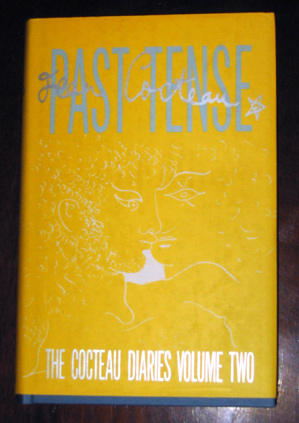 PAST TENSE
Jean Cocteau
THE COCTEAU DIARIES VOLUME TWO